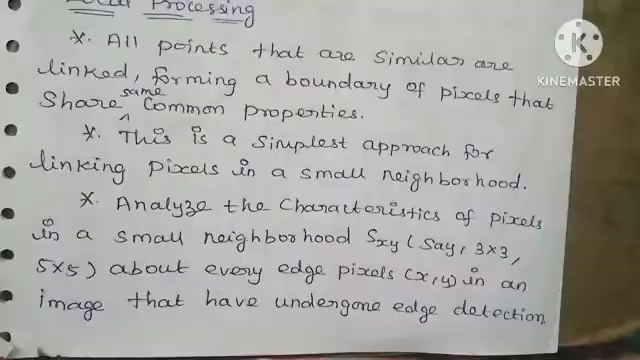 Local Processing
*. All points that are similar are
linked, forming a boundary of pixels that
share same common properties.
*. This is a simplest approach for
linking pixels in a small neighborhood.
*. Analyze the characteristics of pixels
in a small neighborhood Sxy (say, 3x3,
5x5) about every edge pixels (x,y) in an
image that have undergone edge detection.
KINEMASTER